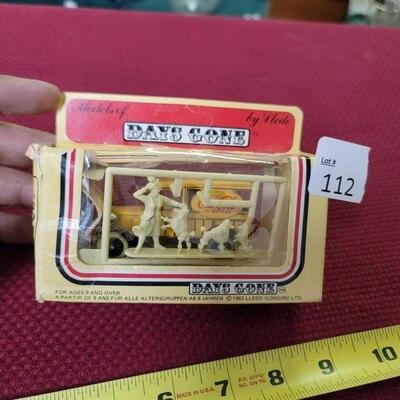 Models of by Lledo
DAYS GONE
Lot #
112
DAYS GONE
FOR AGES 8 AND OVER
A PARTIR DE 8 ANS FÜR ALLE ALTERSGRUPPEN AB 8 JAHREN © 1983 LLEDO (LONDON) LTD.
MADE IN U.S.A.
6 7 8 9 10